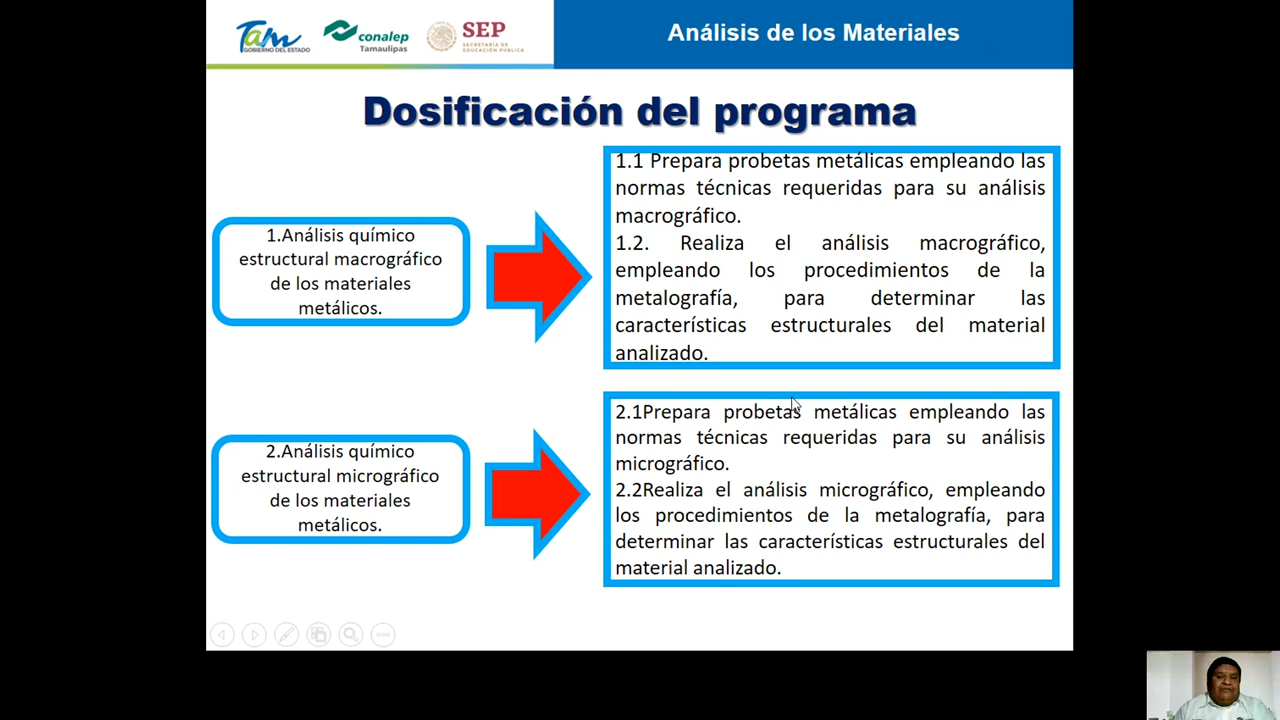 Tam
GOBIERNO DEL ESTADO
conalep
Tamaulipas
SEP
SECRETARÍA DE
EDUCACIÓN PÚBLICA
Análisis de los Materiales
Dosificación del programa
1.Análisis químico
estructural macrográfico
de los materiales
metálicos.
1.1 Prepara probetas metálicas empleando las
normas técnicas requeridas para su análisis
macrográfico.
1.2. Realiza el análisis macrográfico,
empleando los procedimientos de la
metalografía, para determinar las
características estructurales del material
analizado.
2.Análisis químico
estructural micrográfico
de los materiales
metálicos.
2.1Prepara probetas metálicas empleando las
normas técnicas requeridas para su análisis
micrográfico.
2.2Realiza el análisis micrográfico, empleando
los procedimientos de la metalografía, para
determinar las características estructurales del
material analizado.